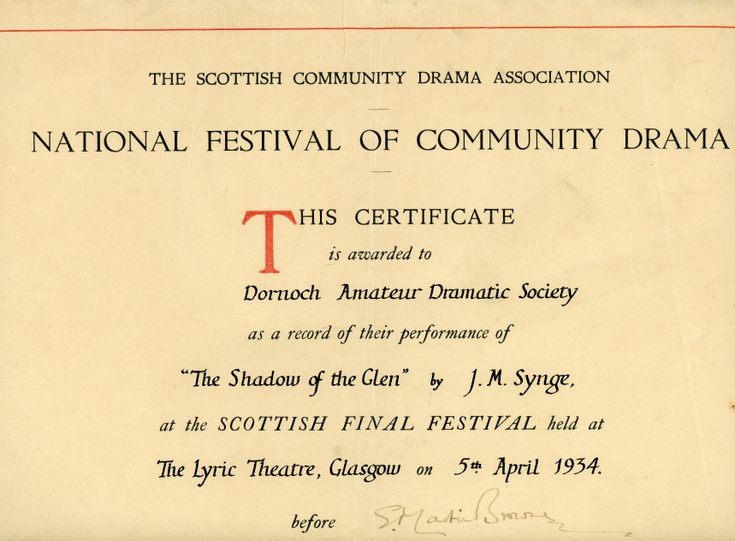 THE SCOTTISH COMMUNITY DRAMA ASSOCIATION
NATIONAL FESTIVAL OF COMMUNITY DRAMA
THIS CERTIFICATE
is awarded to
Dornoch Amateur Dramatic Society
as a record of their performance of
"The Shadow of the Glen" by J. M. Synge,
at the SCOTTISH FINAL FESTIVAL held at
The Lyric Theatre, Glasgow on 5th April 1934.
before E. Martin Browne